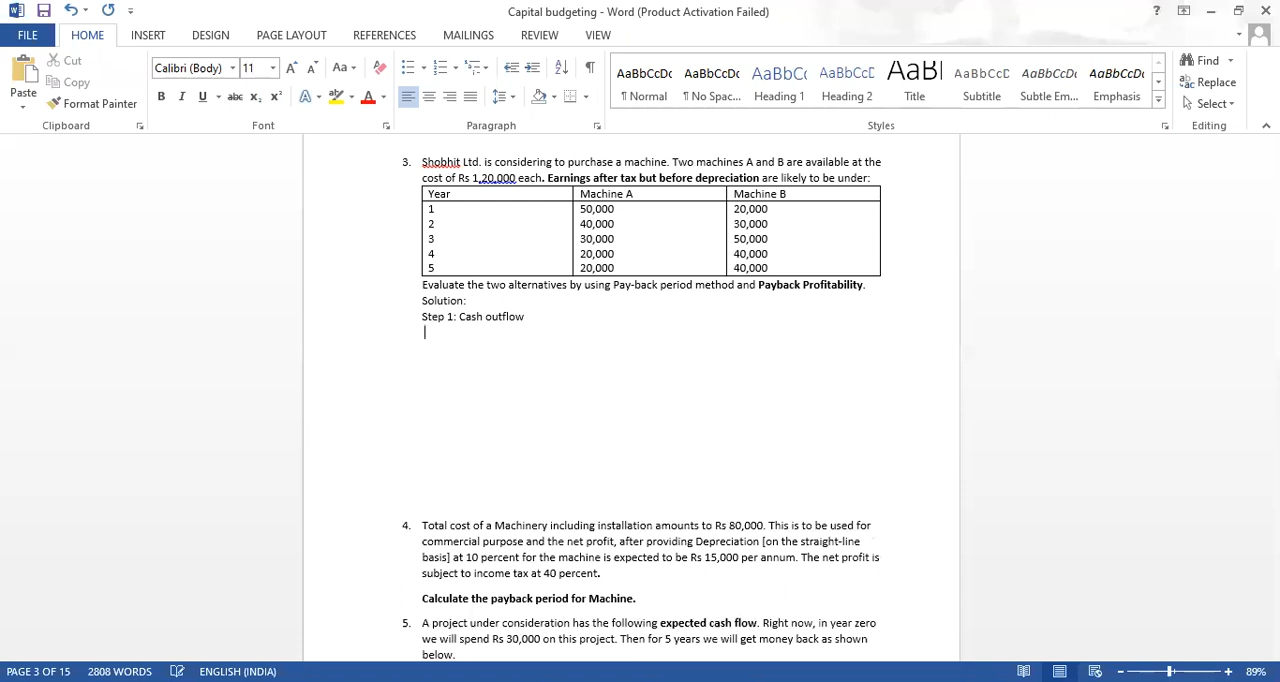 Capital budgeting - Word (Product Activation Failed)
FILE HOME INSERT DESIGN PAGE LAYOUT REFERENCES MAILINGS REVIEW VIEW
Paste
Cut
Copy
Format Painter
Clipboard
Calibri (Body) 11
Font
Paragraph
AaBbCcDc AaBbCcDc AaBbCc AaBbCcC AaBl AaBbCcD AaBbCcDc AaBbCcDc
¶ Normal ¶ No Spac... Heading 1 Heading 2 Title Subtitle Subtle Em... Emphasis
Styles
Find
Replace
Select
Editing
3. Shobhit Ltd. is considering to purchase a machine. Two machines A and B are available at the
cost of Rs 1,20,000 each. Earnings after tax but before depreciation are likely to be under:
Year Machine A Machine B
1 50,000 20,000
2 40,000 30,000
3 30,000 50,000
4 20,000 40,000
5 20,000 40,000
Evaluate the two alternatives by using Pay-back period method and Payback Profitability.
Solution:
Step 1: Cash outflow
4. Total cost of a Machinery including installation amounts to Rs 80,000. This is to be used for
commercial purpose and the net profit, after providing Depreciation [on the straight-line
basis] at 10 percent for the machine is expected to be Rs 15,000 per annum. The net profit is
subject to income tax at 40 percent.
Calculate the payback period for Machine.
5. A project under consideration has the following expected cash flow. Right now, in year zero
we will spend Rs 30,000 on this project. Then for 5 years we will get money back as shown
below.
PAGE 3 OF 15 2808 WORDS ENGLISH (INDIA) 89%